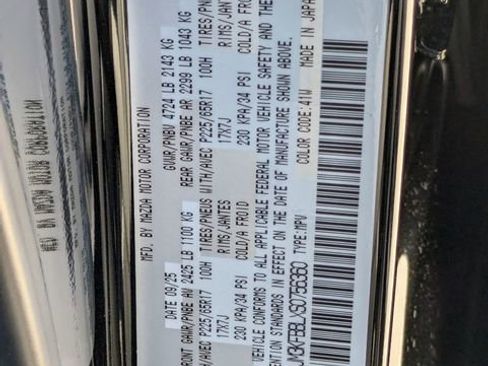 MFD. BY MAZDA MOTOR CORPORATION
DATE 09/25 GVWR/PNBV 4724 LB 2143 KG
FRONT GAWR/PNBE AV 2425 LB 1100 KG REAR GAWR/PNBE AR 2299 LB 1043 KG
WITH/AVEC P225/65R17 100H TIRES/PNEUS WITH/AVEC P225/65R17 100H
17X7J RIMS/JANTES 17X7J RIMS/JANTES
230 KPA/34 PSI COLD/A FROID 230 KPA/34 PSI COLD/A FROID
VEHICLE CONFORMS TO ALL APPLICABLE FEDERAL MOTOR VEHICLE SAFETY AND
STANDARDS IN EFFECT ON THE DATE OF MANUFACTURE SHOWN ABOVE.
TYPE:MPV COLOR CODE:41W MADE IN JAPAN